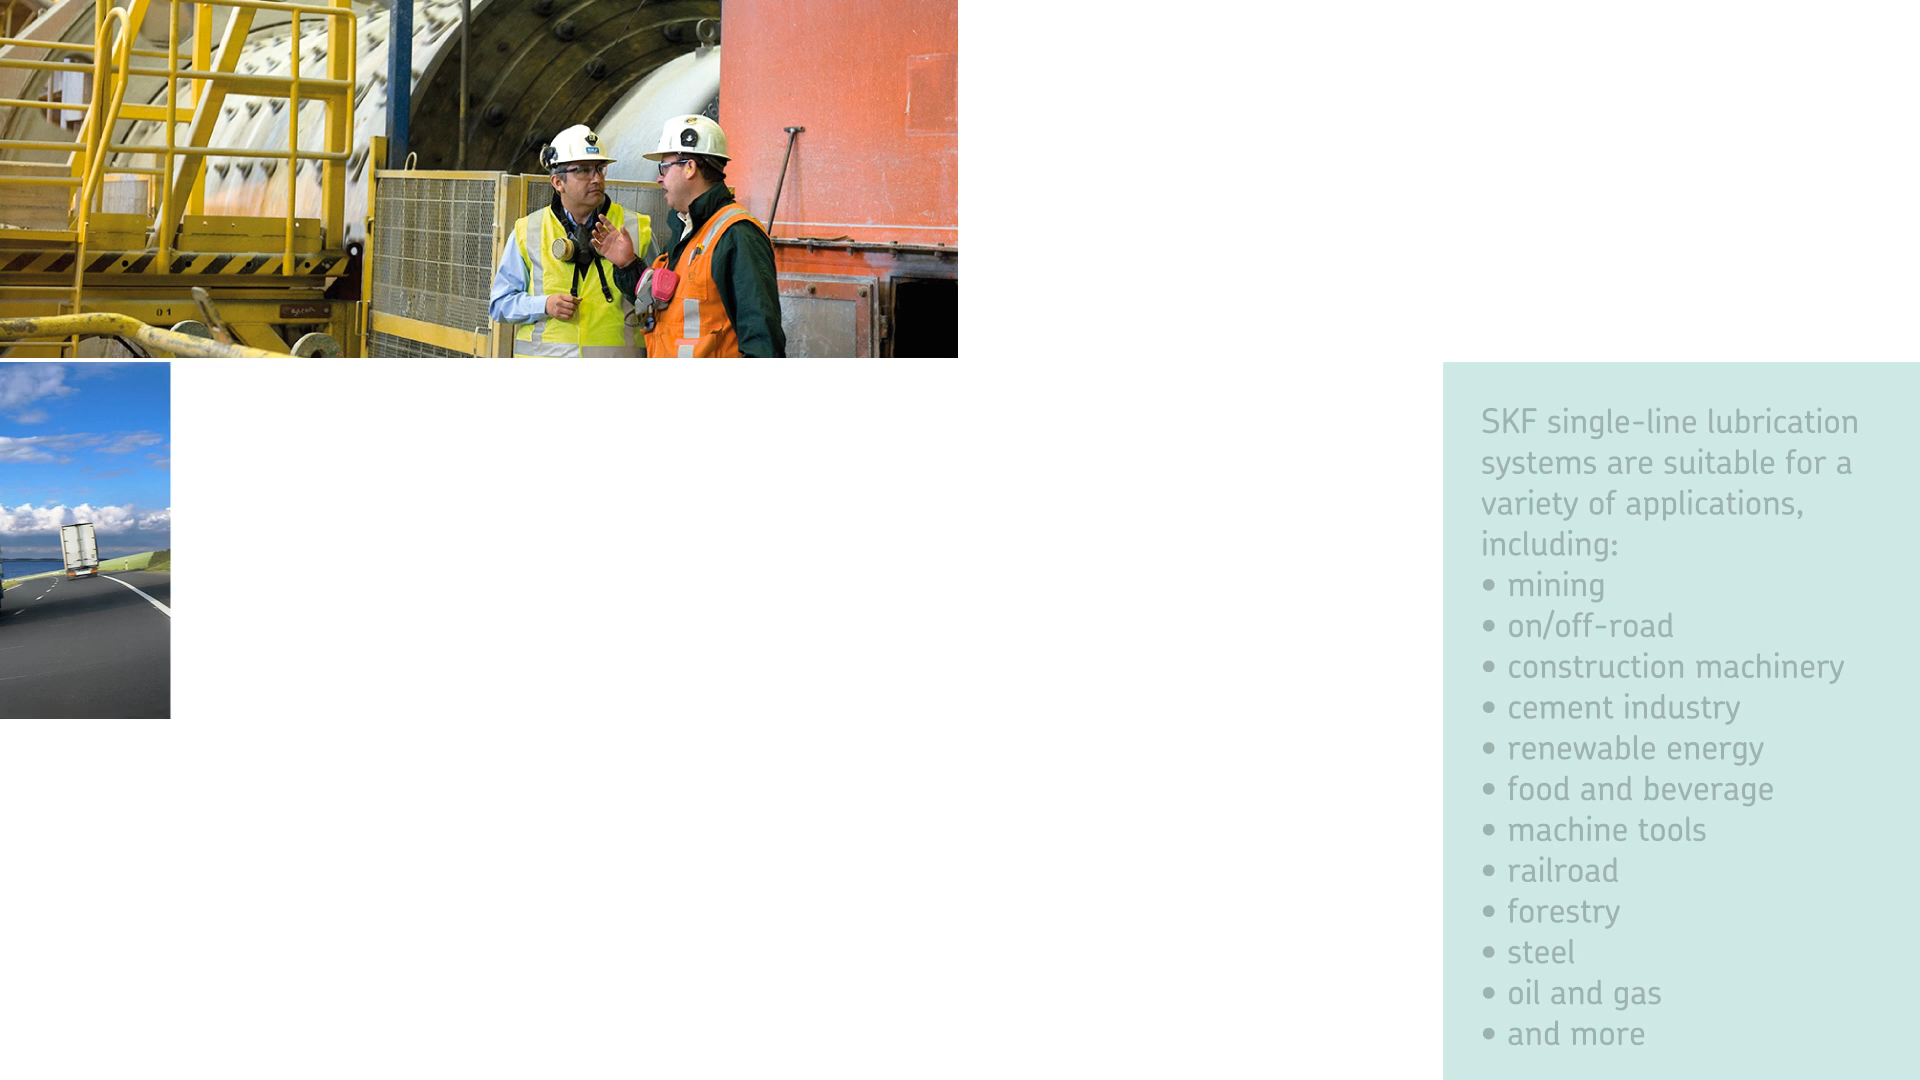 01
SKF single-line lubrication
systems are suitable for a
variety of applications,
including:
• mining
• on/off-road
• construction machinery
• cement industry
• renewable energy
• food and beverage
• machine tools
• railroad
• forestry
• steel
• oil and gas
• and more